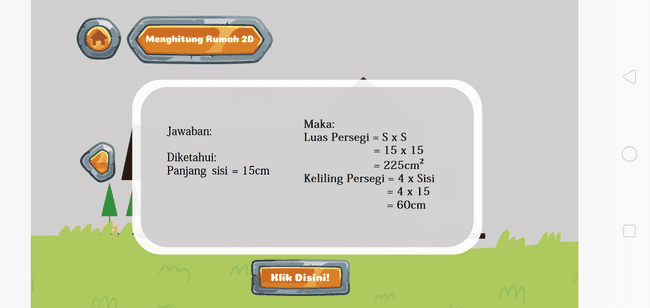 Menghitung Rumah 2D
Jawaban:
Diketahui:
Panjang sisi = 15cm
Maka:
Luas Persegi = S x S
= 15 x 15
= 225cm²
Keliling Persegi = 4 x Sisi
= 4 x 15
= 60cm
Klik Disini!